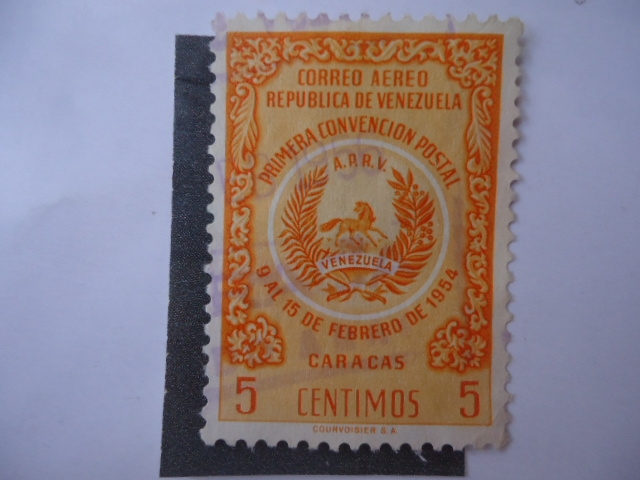 CORREO AEREO
REPUBLICA DE VENEZUELA
PRIMERA CONVENCION POSTAL
A.P.R.V.
VENEZUELA
9 AL 15 DE FEBRERO DE 1954
CARACAS
5 CENTIMOS 5
COURVOISIER S.A.